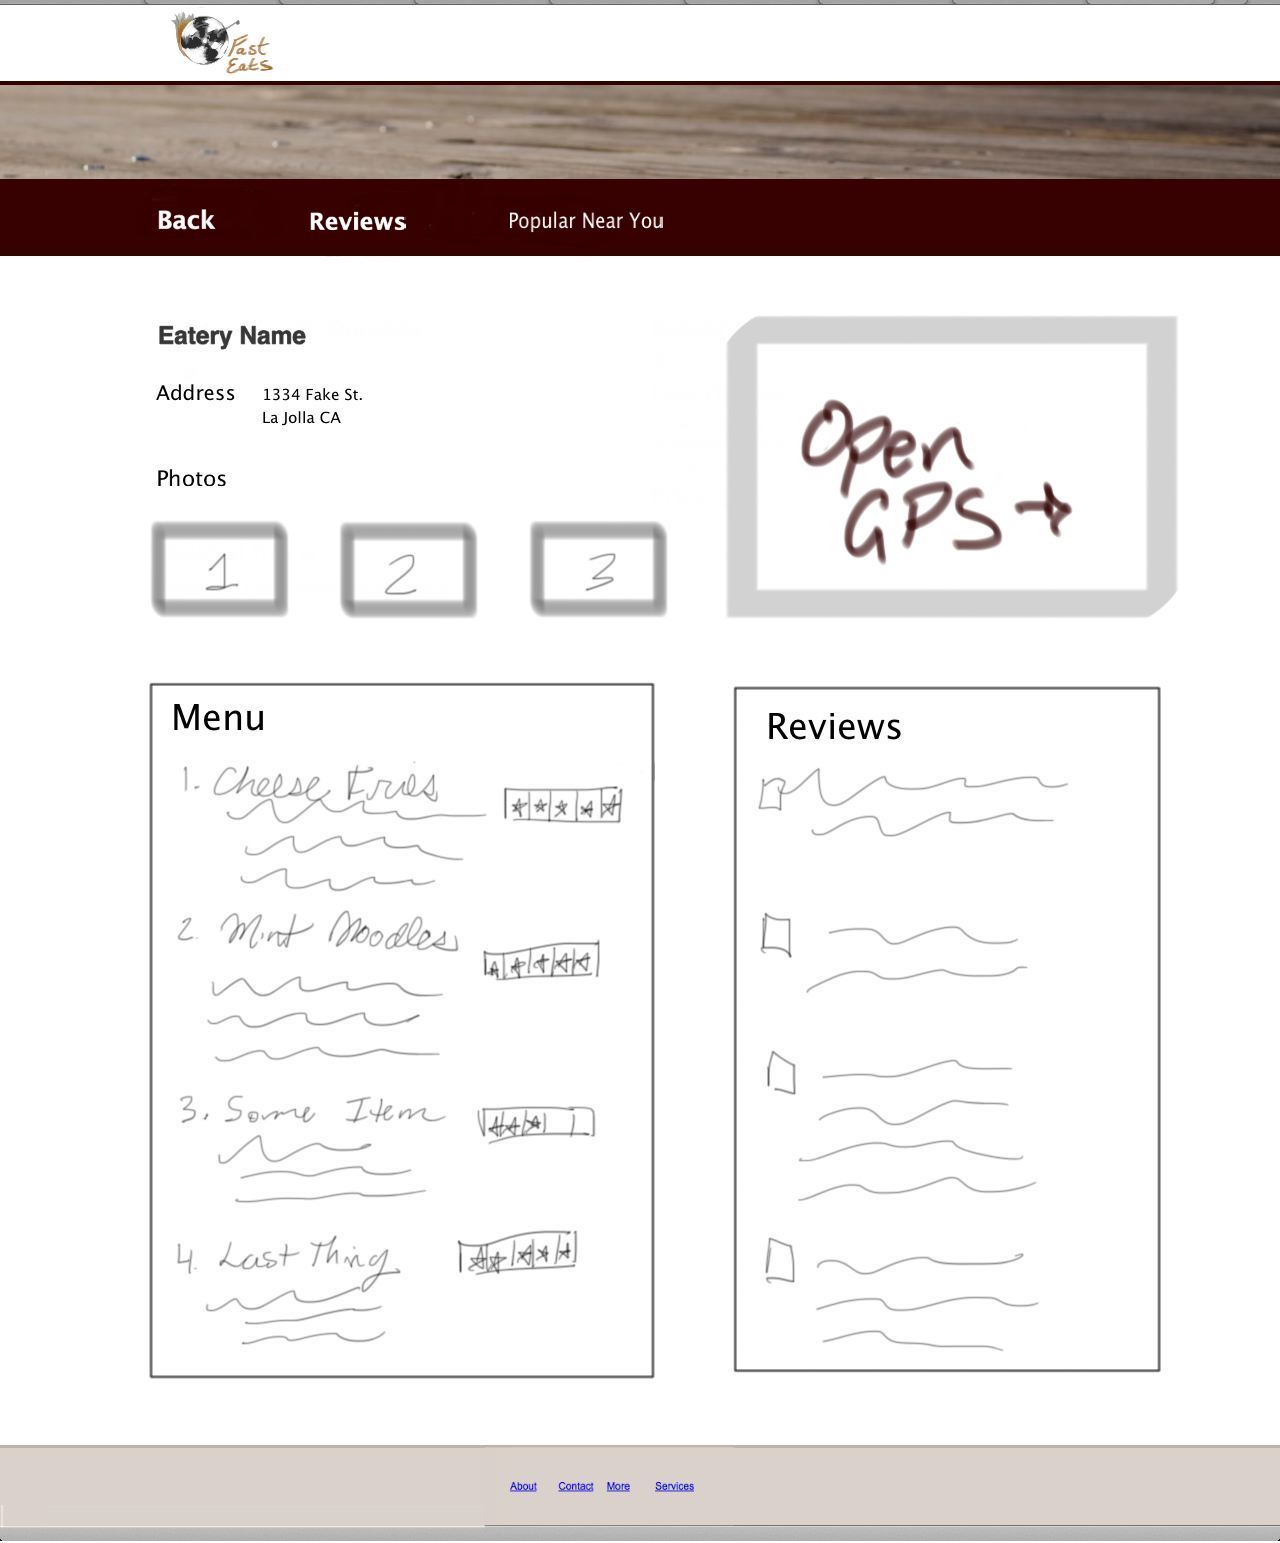 Fast
Eats
Back Reviews Popular Near You
Eatery Name
Address 1334 Fake St.
La Jolla CA
Photos
1 2 3
Open
GPS →
Menu
1. Cheese Fries
2. Mint Noodles
3. Some Item
4. Last Thing
Reviews
About Contact More Services